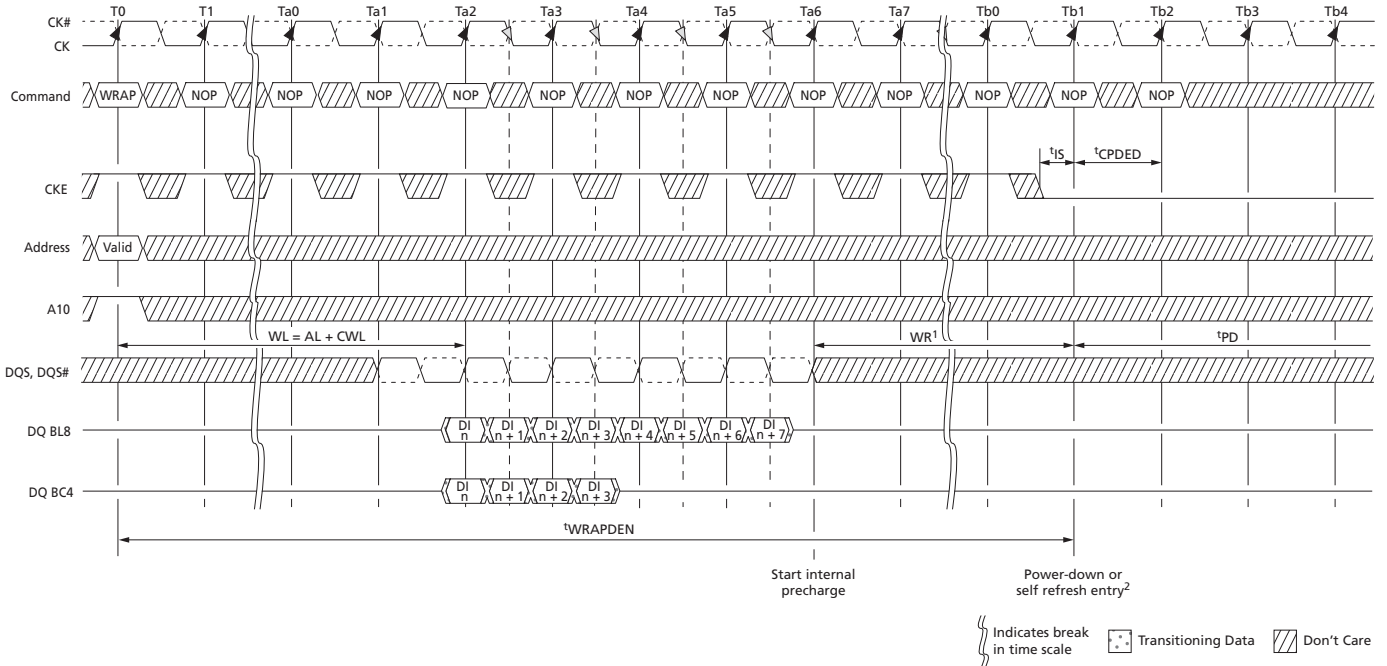 T0 T1 Ta0 Ta1 Ta2 Ta3 Ta4 Ta5 Ta6 Ta7 Tb0 Tb1 Tb2 Tb3 Tb4
CK#
CK
Command WRAP NOP NOP NOP NOP NOP NOP NOP NOP NOP NOP NOP NOP
tIS tCPDED
CKE
Address Valid
A10
WL = AL + CWL WR1 tPD
DQS, DQS#
DQ BL8 DI n DI n + 1 DI n + 2 DI n + 3 DI n + 4 DI n + 5 DI n + 6 DI n + 7
DQ BC4 DI n DI n + 1 DI n + 2 DI n + 3
tWRAPDEN
Start internal
precharge
Power-down or
self refresh entry2
Indicates break
in time scale
Transitioning Data
Don't Care